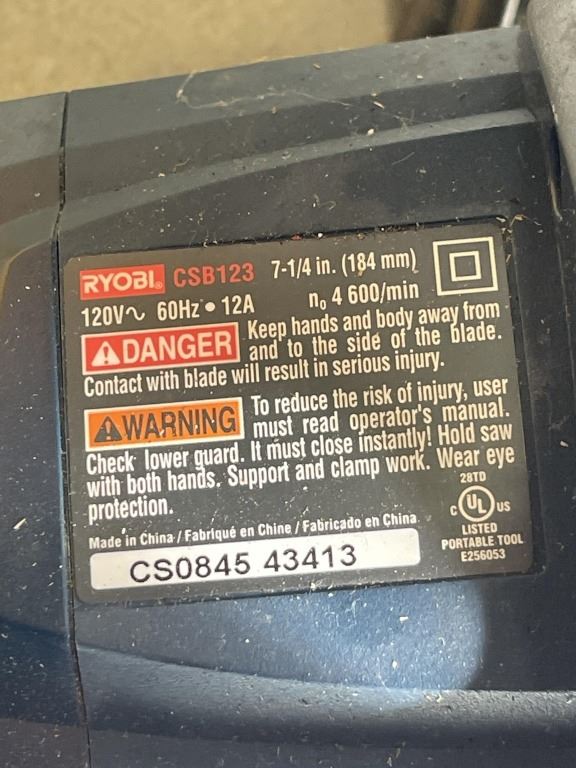 RYOBI® CSB123 7-1/4 in. (184 mm)
120V~ 60Hz • 12A n₀ 4 600/min
⚠DANGER Keep hands and body away from
and to the side of the blade.
Contact with blade will result in serious injury.
⚠WARNING To reduce the risk of injury, user
must read operator's manual.
Check lower guard. It must close instantly! Hold saw
with both hands. Support and clamp work. Wear eye
protection.
28TD
C UL US
LISTED
PORTABLE TOOL
E256053
Made in China / Fabriqué en Chine / Fabricado en China
CS0845 43413